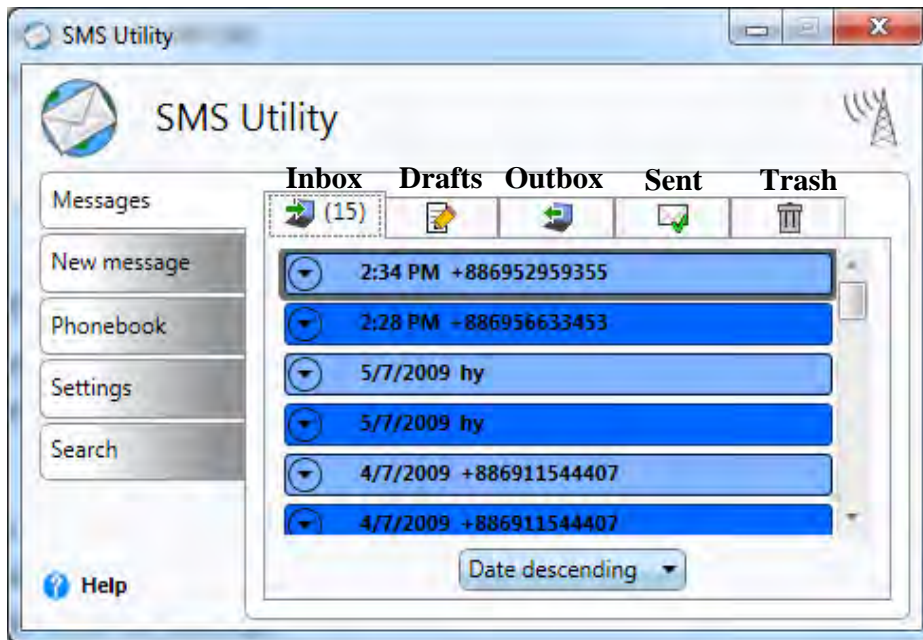 SMS Utility
SMS Utility
Inbox Drafts Outbox Sent Trash
Messages
(15)
New message
2:34 PM +886952959355
Phonebook
2:28 PM +886956633453
5/7/2009 hy
Settings
5/7/2009 hy
Search
4/7/2009 +886911544407
4/7/2009 +886911544407
Date descending
Help